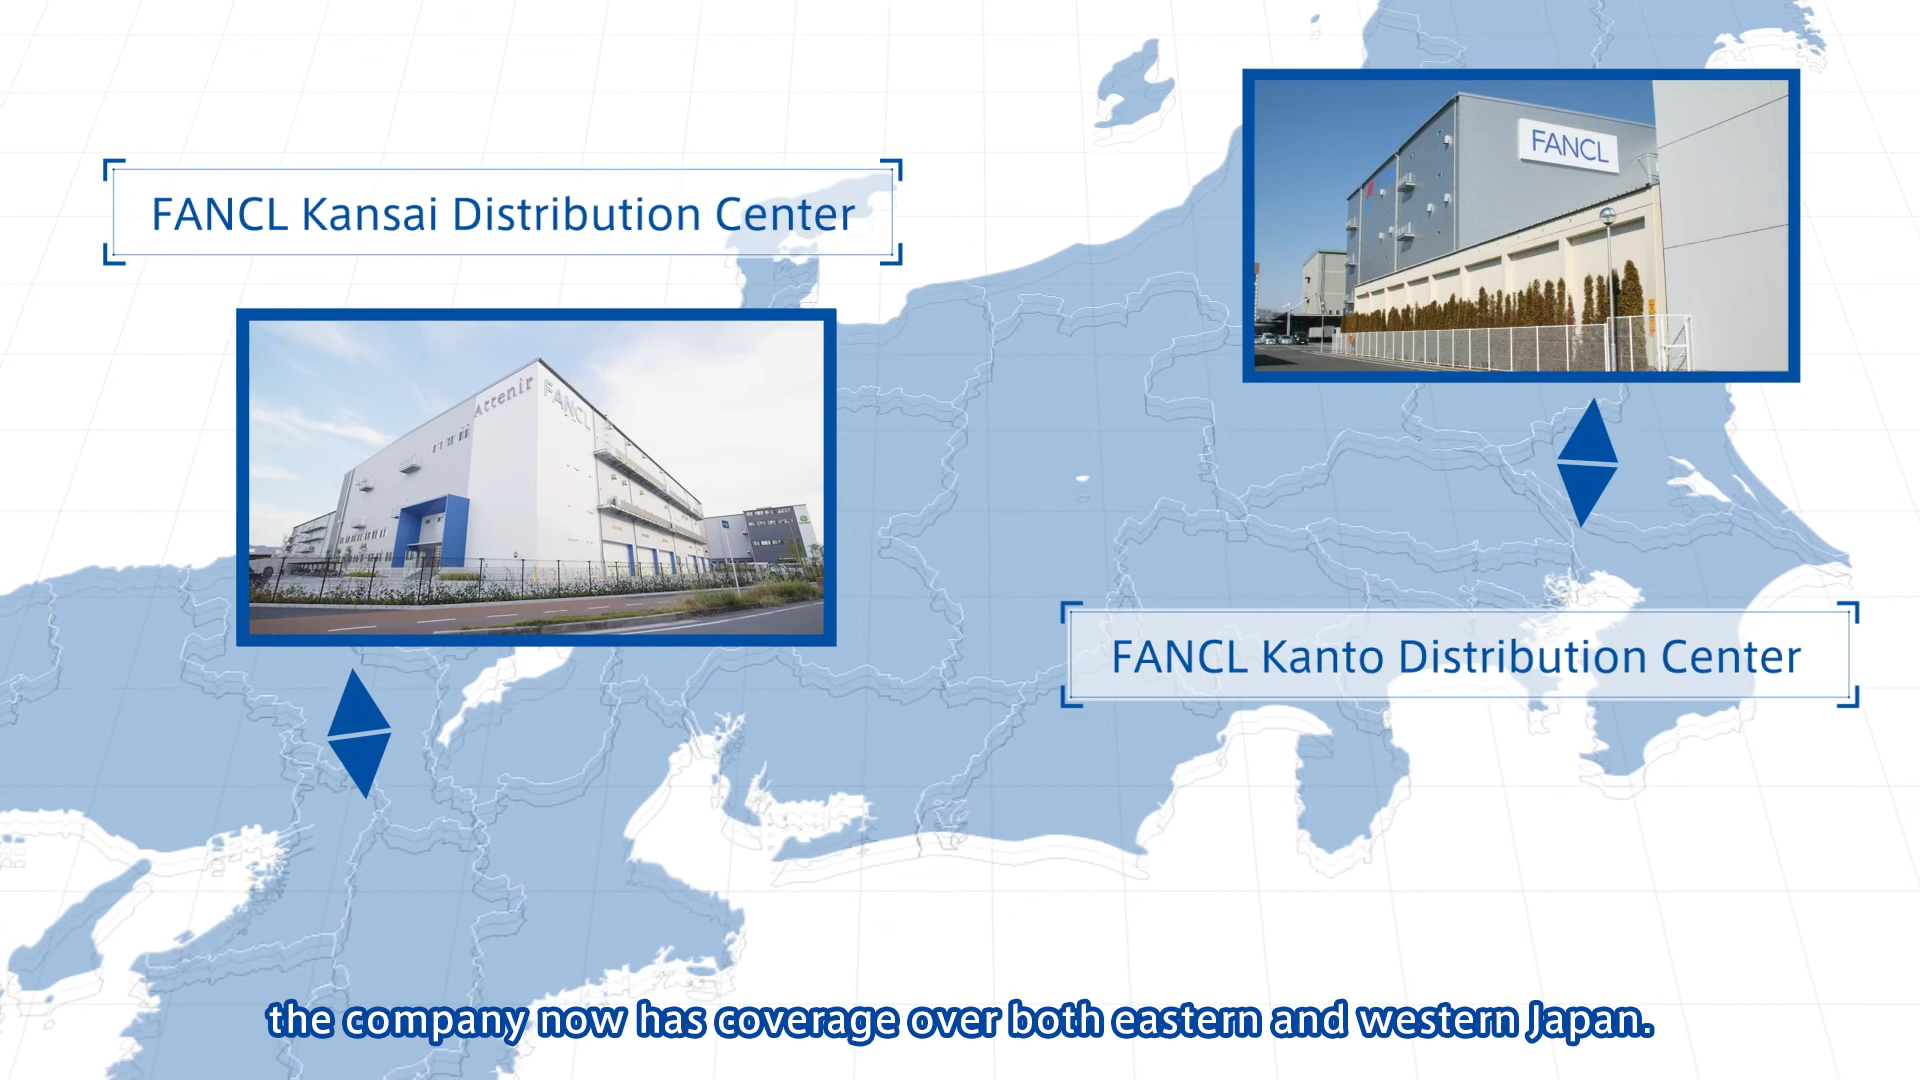 FANCL
FANCL Kansai Distribution Center
Attenir FANCL
FANCL Kanto Distribution Center
the company now has coverage over both eastern and western Japan.